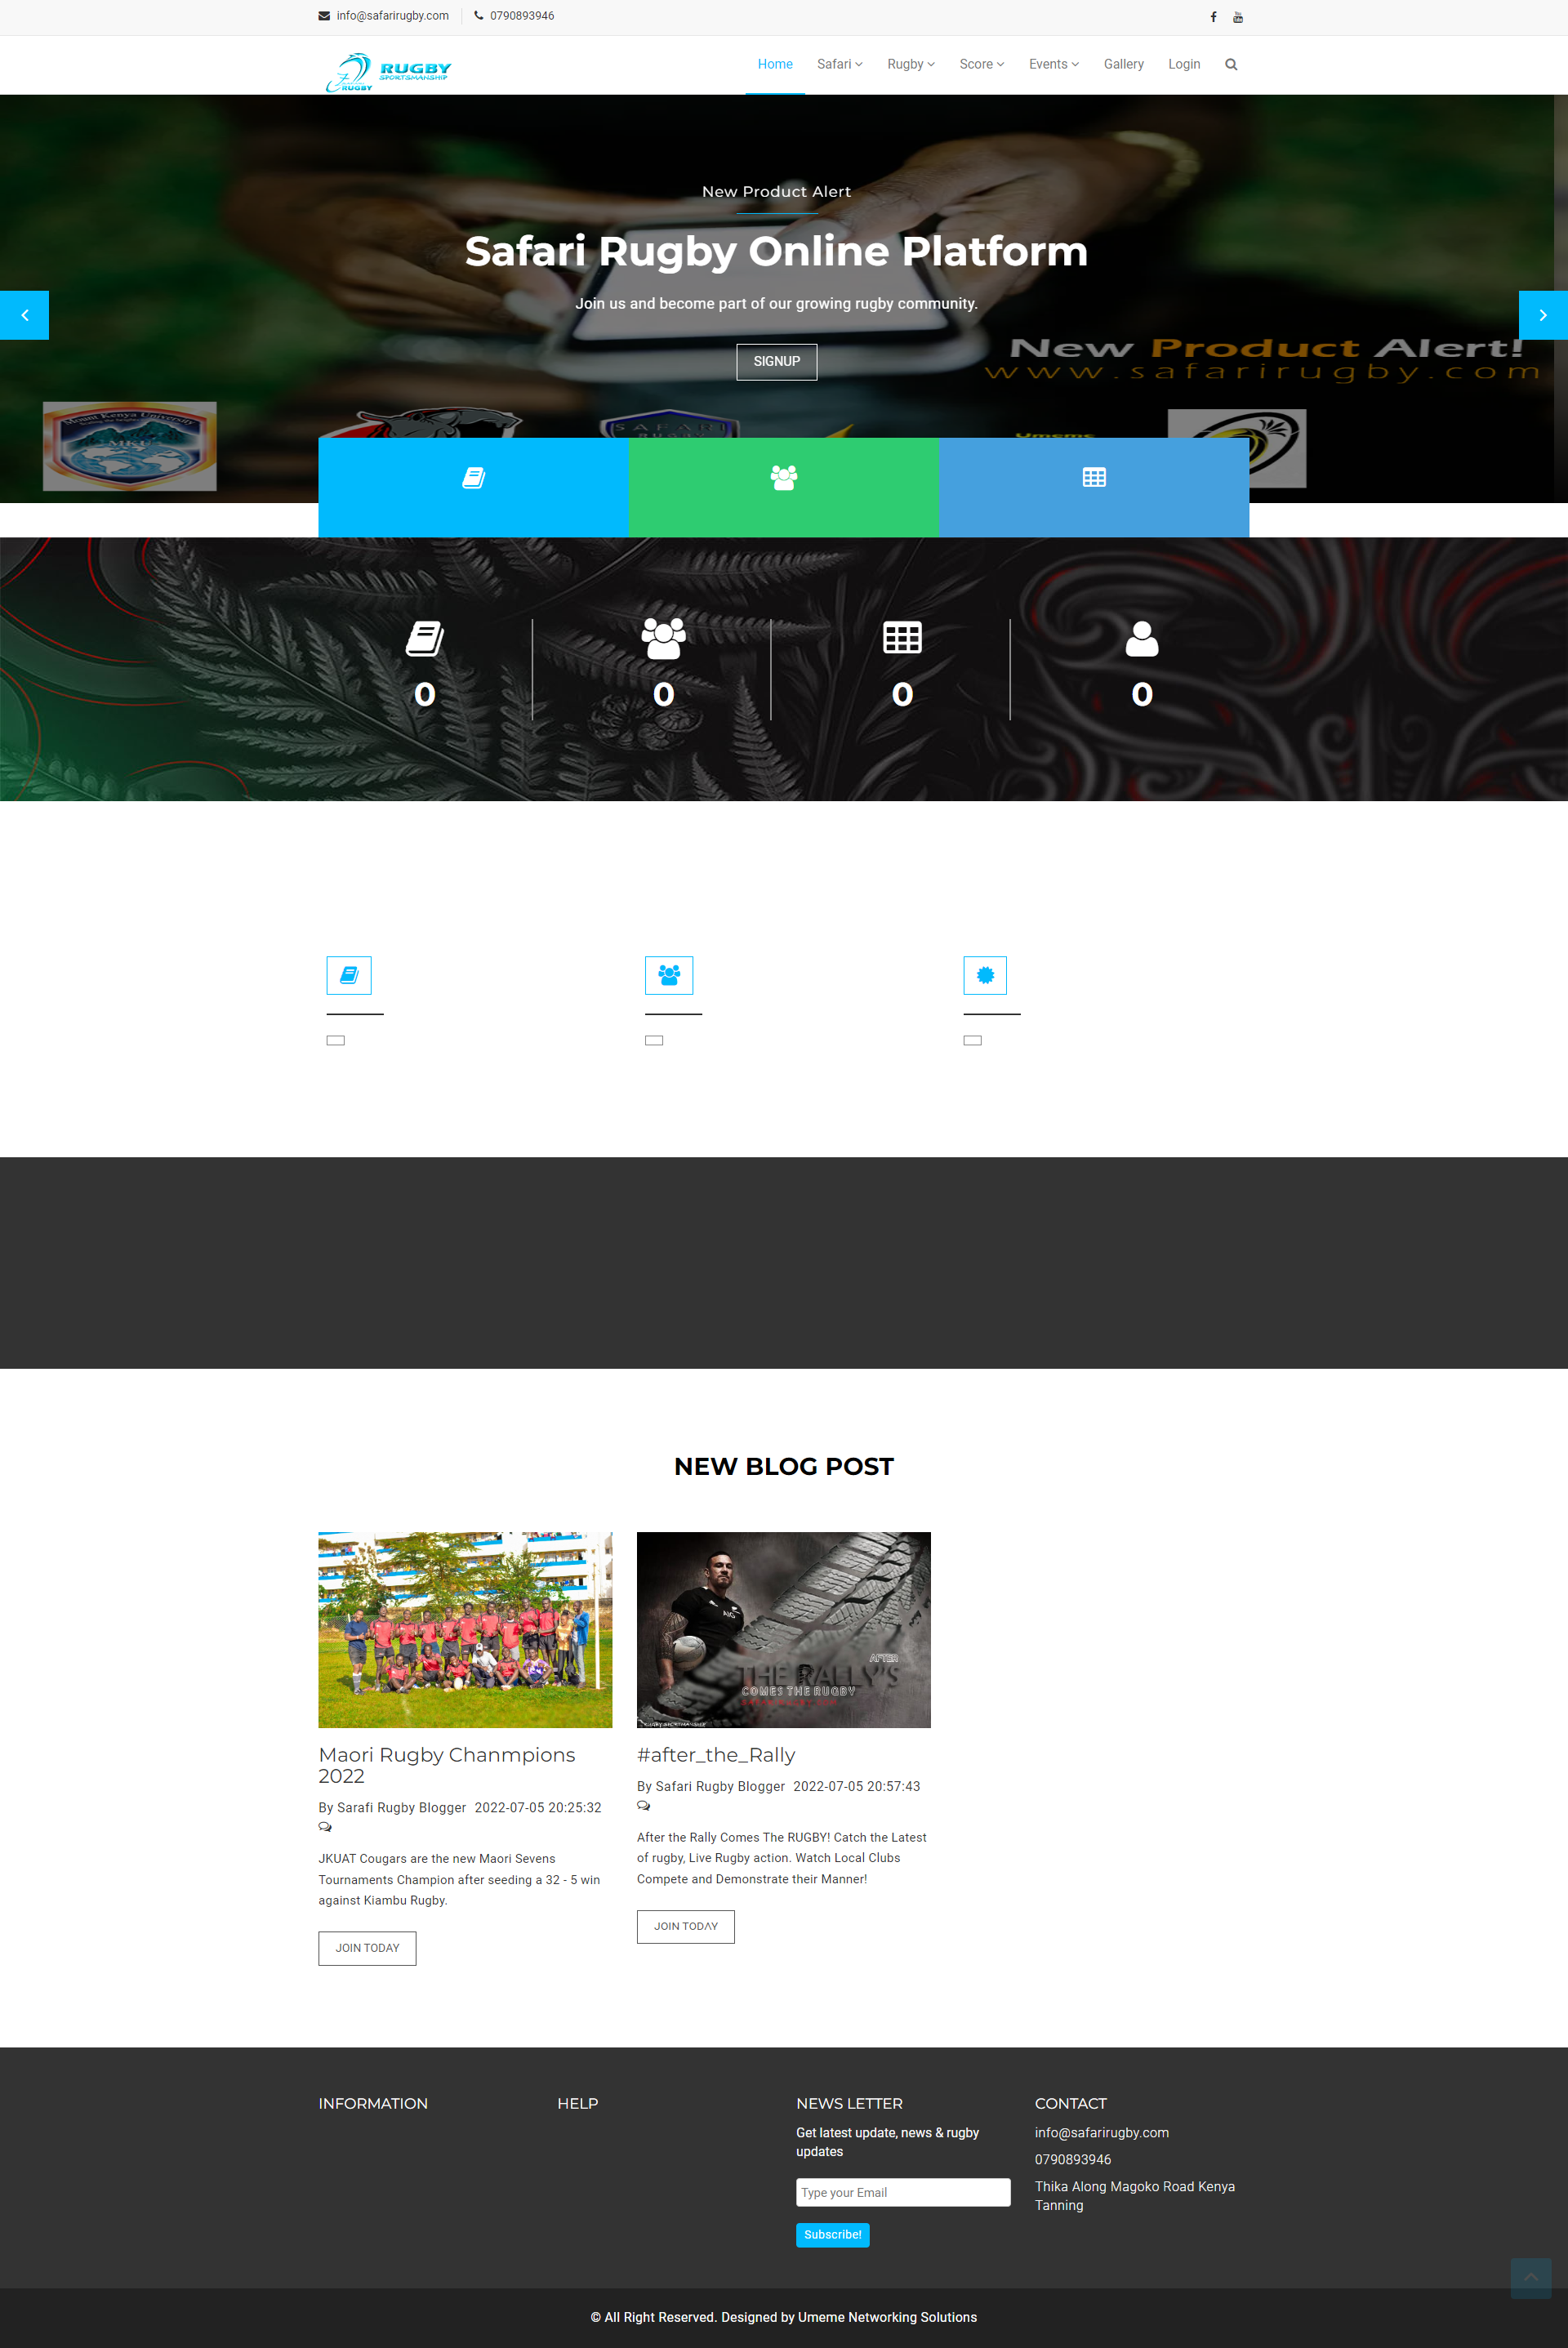 info@safarirugby.com
0790893946
RUGBY
SPORTSMANSHIP
RUGBY
Home
Safari
Rugby
Score
Events
Gallery
Login
New Product Alert
Safari Rugby Online Platform
Join us and become part of our growing rugby community.
SIGNUP
New Product Alert!
www.safarirugby.com
Mount Kenya University
MKU
SAFARI
Umeme
0
0
0
0
NEW BLOG POST
AFTER
THE RALLY'S
COMES THE RUGBY
Maori Rugby Chanmpions
2022
By Sarafi Rugby Blogger 2022-07-05 20:25:32
JKUAT Cougars are the new Maori Sevens
Tournaments Champion after seeding a 32 - 5 win
against Kiambu Rugby.
JOIN TODAY
#after_the_Rally
By Safari Rugby Blogger 2022-07-05 20:57:43
After the Rally Comes The RUGBY! Catch the Latest
of rugby, Live Rugby action. Watch Local Clubs
Compete and Demonstrate their Manner!
JOIN TODAY
INFORMATION
HELP
NEWS LETTER
Get latest update, news & rugby
updates
Type your Email
Subscribe!
CONTACT
info@safarirugby.com
0790893946
Thika Along Magoko Road Kenya
Tanning
© All Right Reserved. Designed by Umeme Networking Solutions